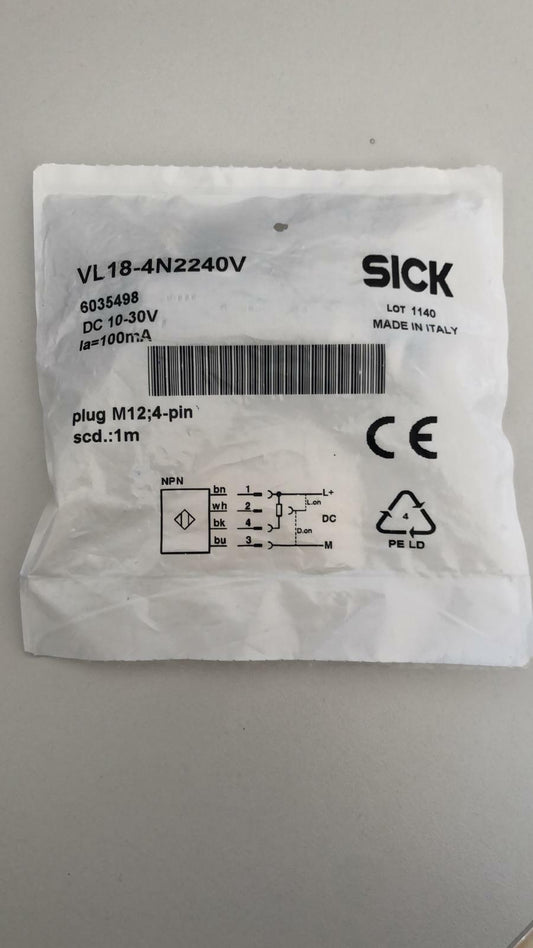 VL18-4N2240V
6035498
DC 10-30V
Ia=100mA
SICK
LOT 1140
MADE IN ITALY
plug M12;4-pin
scd.:1m
CE
NPN
bn 1 L+
wh 2 L.on
bk 4 DC
D.on
bu 3 M
4
PE LD